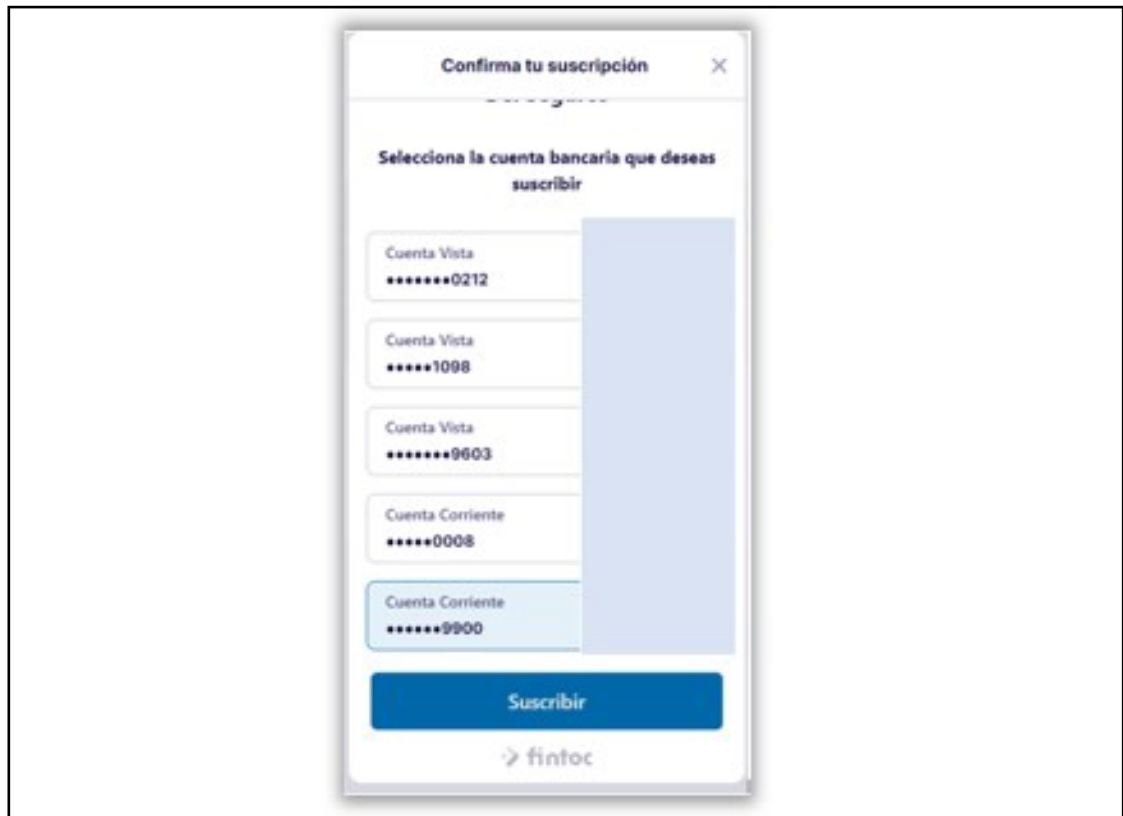 Confirma tu suscripción
Selecciona la cuenta bancaria que deseas
suscribir
Cuenta Vista
•••••••0212
Cuenta Vista
•••••1098
Cuenta Vista
•••••••9603
Cuenta Corriente
•••••0008
Cuenta Corriente
••••••9900
Suscribir
fintoc